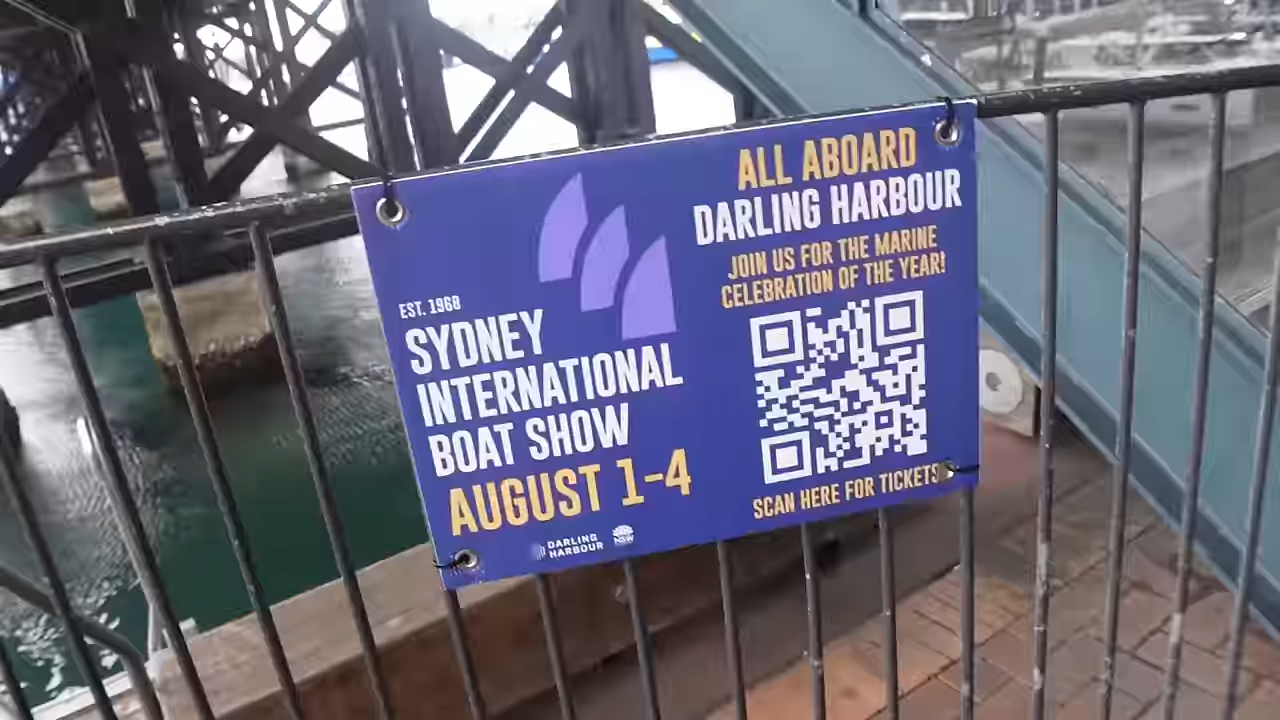 EST. 1968
SYDNEY
INTERNATIONAL
BOAT SHOW
AUGUST 1-4
DARLING
HARBOUR
NSW
ALL ABOARD
DARLING HARBOUR
JOIN US FOR THE MARINE
CELEBRATION OF THE YEAR!
SCAN HERE FOR TICKETS